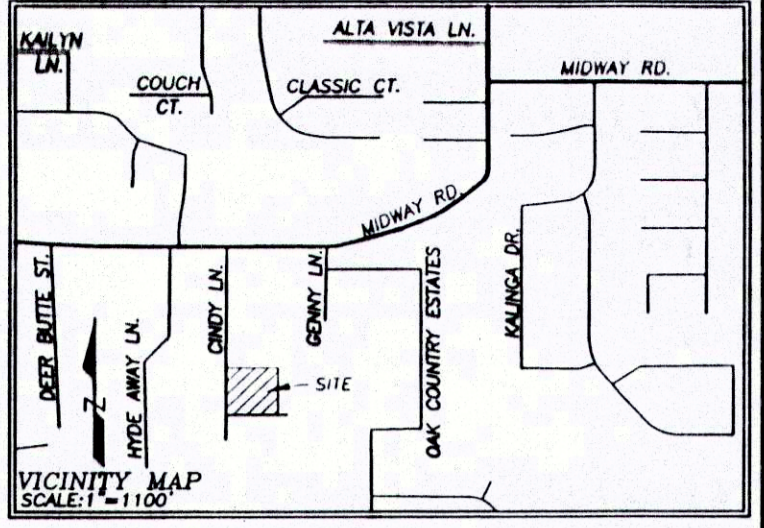 KAILYN
LN.
COUCH
CT.
CLASSIC CT.
ALTA VISTA LN.
MIDWAY RD.
MIDWAY RD.
DEER BUTTE ST.
HYDE AWAY LN.
CINDY LN.
GENNY LN.
OAK COUNTRY ESTATES
KALINGA DR.
SITE
N
VICINITY MAP
SCALE:1"=1100'